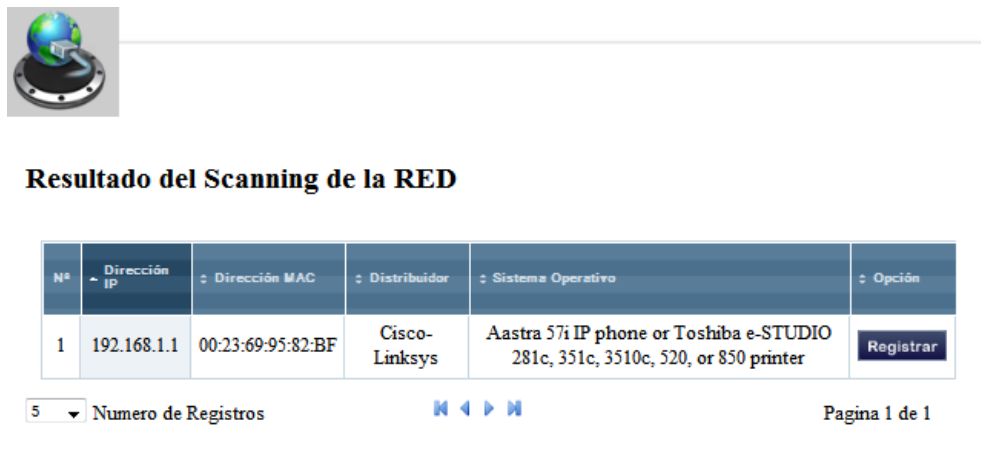 Resultado del Scanning de la RED
Nº Dirección IP Dirección MAC Distribuidor Sistema Operativo Opción
1 192.168.1.1 00:23:69:95:82:BF Cisco-Linksys Aastra 57i IP phone or Toshiba e-STUDIO 281c, 351c, 3510c, 520, or 850 printer Registrar
5 Numero de Registros Pagina 1 de 1